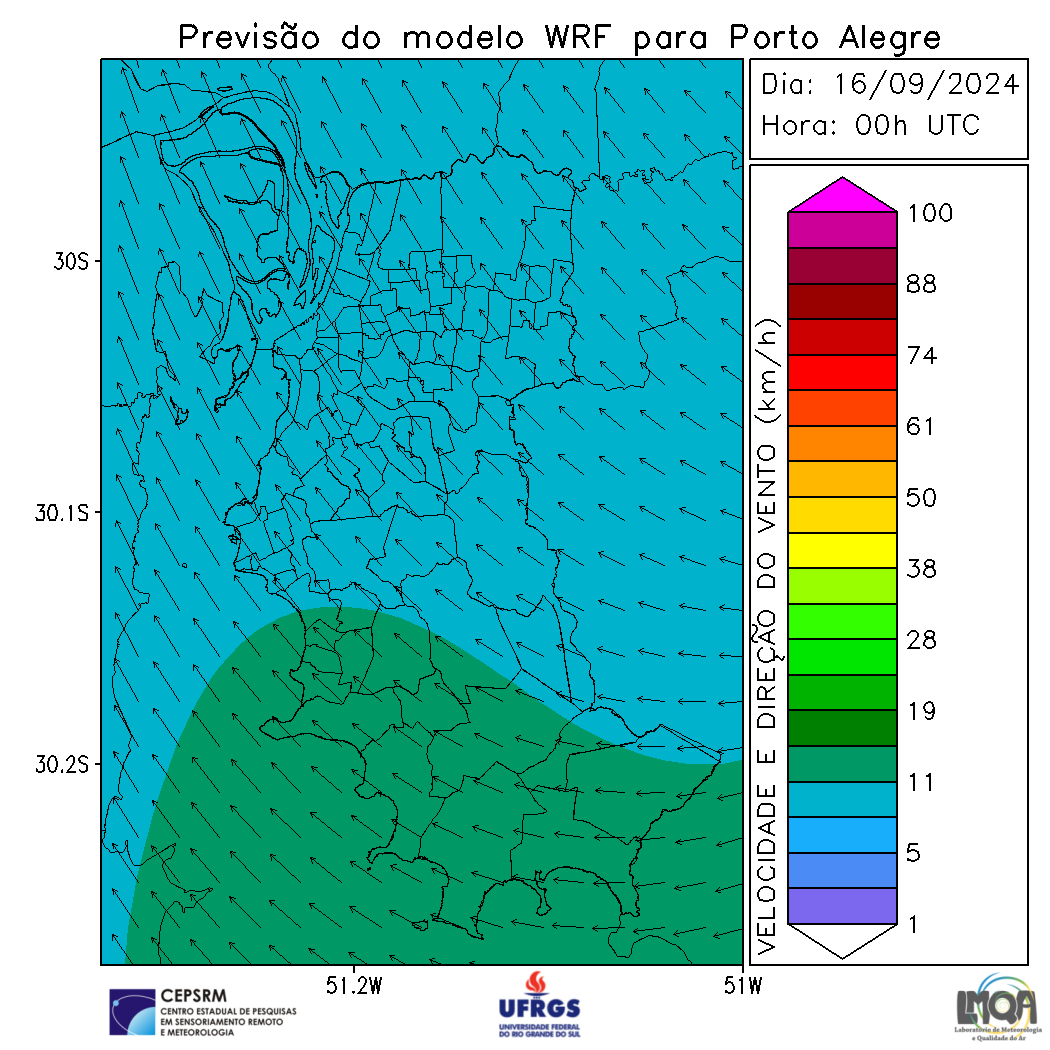 Previsão do modelo WRF para Porto Alegre
Dia: 16/09/2024
Hora: 00h UTC
30S
30.1S
30.2S
51.2W
51W
VELOCIDADE E DIREÇÃO DO VENTO (km/h)
100
88
74
61
50
38
28
19
11
5
1
CEPSRM
CENTRO ESTADUAL DE PESQUISAS
EM SENSORIAMENTO REMOTO
E METEOROLOGIA
UFRGS
UNIVERSIDADE FEDERAL
DO RIO GRANDE DO SUL
LMQA
Laboratório de Meteorologia
e Qualidade do Ar